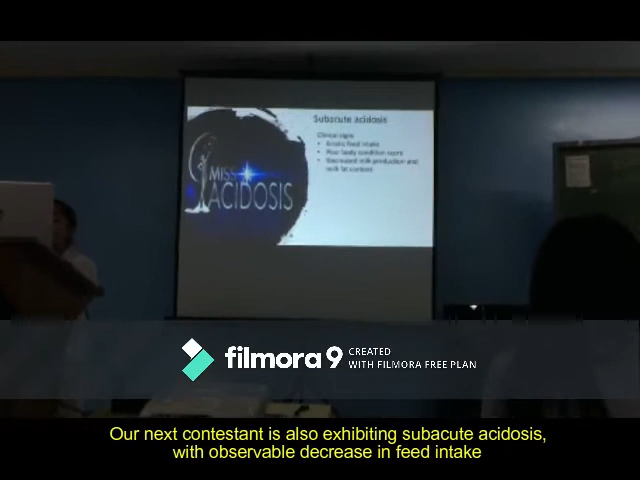 Subacute acidosis
Clinical signs
• Erratic feed intake
• Poor body condition score
• Decreased milk production and
milk fat content
MISS
ACIDOSIS
filmora 9 CREATED
WITH FILMORA FREE PLAN
Our next contestant is also exhibiting subacute acidosis,
with observable decrease in feed intake